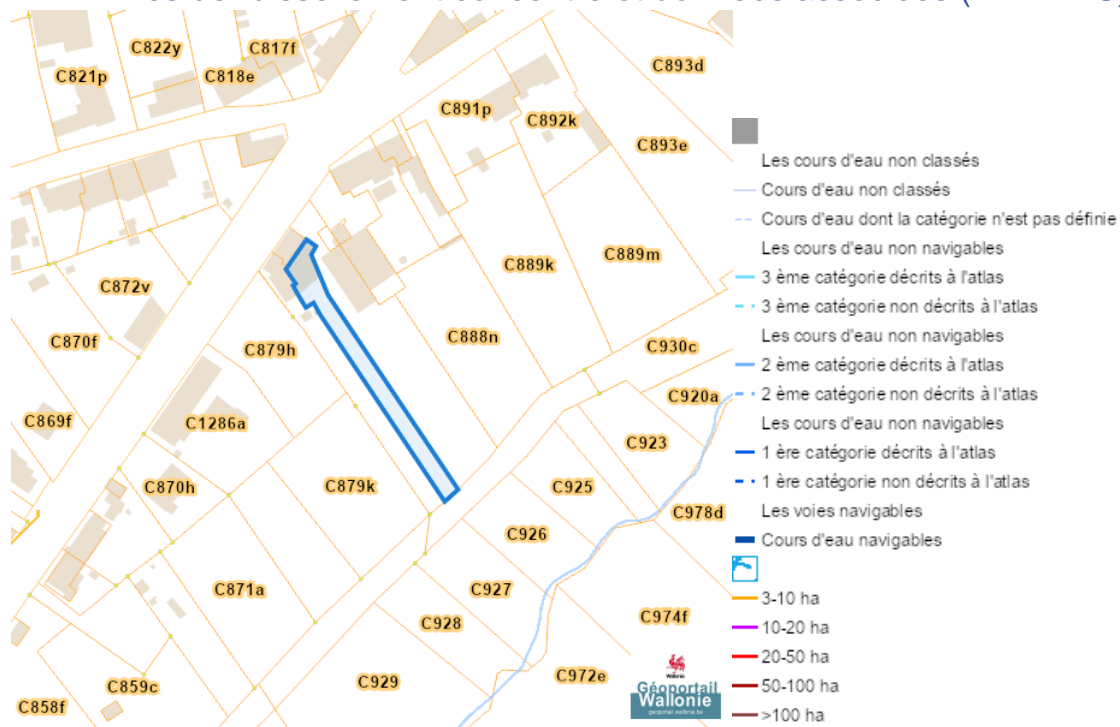 C822y
C817f
C821p
C818e
C893d
C891p
C892k
C893e
C889m
C889k
C872v
C870f
C879h
C888n
C930c
C920a
C869f
C1286a
C923
C870h
C879k
C925
C978d
C926
C871a
C927
C974f
C928
C972e
C859c
C929
C858f
Wallonie
Géoportail
Wallonie
geoportail.wallonie.be
Les cours d'eau non classés
Cours d'eau non classés
Cours d'eau dont la catégorie n'est pas définie
Les cours d'eau non navigables
3 ème catégorie décrits à l'atlas
3 ème catégorie non décrits à l'atlas
Les cours d'eau non navigables
2 ème catégorie décrits à l'atlas
2 ème catégorie non décrits à l'atlas
Les cours d'eau non navigables
1 ère catégorie décrits à l'atlas
1 ère catégorie non décrits à l'atlas
Les voies navigables
Cours d'eau navigables
3-10 ha
10-20 ha
20-50 ha
50-100 ha
>100 ha